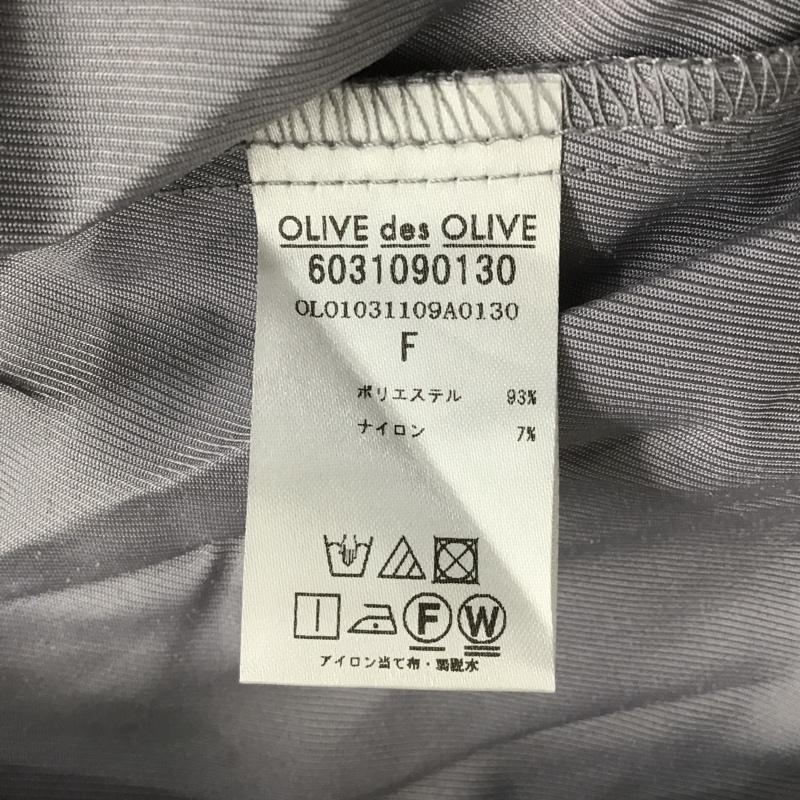 OLIVE des OLIVE
6031090130
OL01031109A0130
F
ポリエステル 93%
ナイロン 7%
F W
アイロン当て布・弱脱水